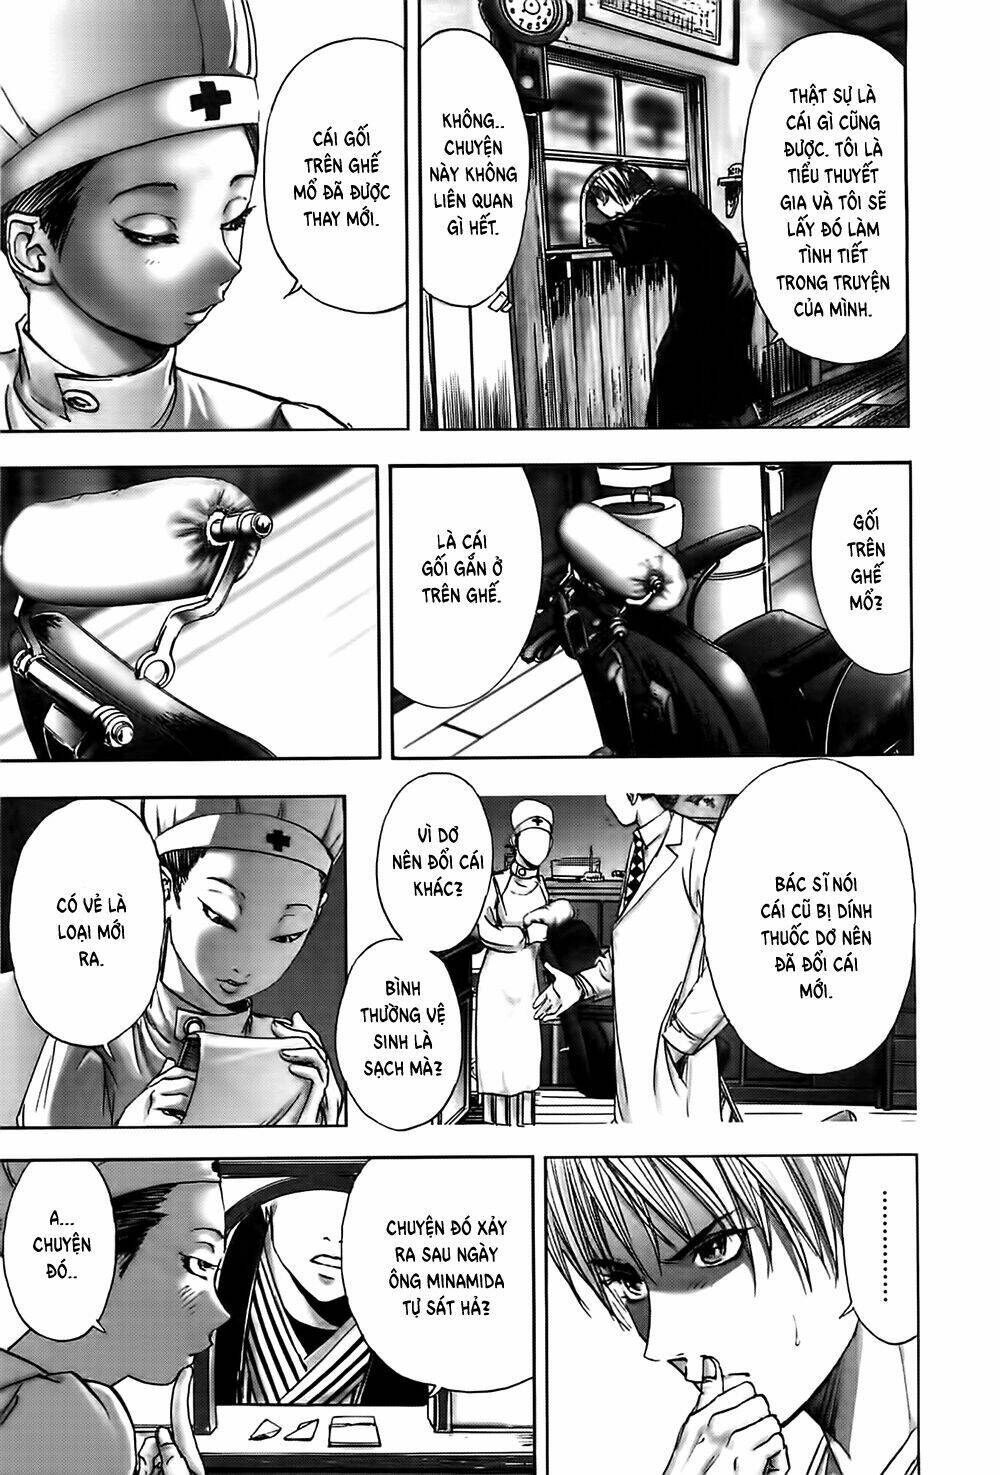 THẬT SỰ LÀ
CÁI GÌ CŨNG
ĐƯỢC. TÔI LÀ
TIỂU THUYẾT
GIA VÀ TÔI SẼ
LẤY ĐÓ LÀM
TÌNH TIẾT
TRONG TRUYỆN
CỦA MÌNH.
KHÔNG..
CHUYỆN
NÀY KHÔNG
LIÊN QUAN
GÌ HẾT.
CÁI GỐI
TRÊN GHẾ
MỔ ĐÃ ĐƯỢC
THAY MỚI.
GỐI
TRÊN
GHẾ
MỔ?
LÀ CÁI
GỐI GẮN Ở
TRÊN GHẾ.
BÁC SĨ NÓI
CÁI CŨ BỊ DÍNH
THUỐC DƠ NÊN
ĐÃ ĐỔI CÁI
MỚI.
VÌ DƠ
NÊN ĐỔI CÁI
KHÁC?
BÌNH
THƯỜNG VỆ
SINH LÀ
SẠCH MÀ?
CÓ VẺ LÀ
LOẠI MỚI
RA.
..........
CHUYỆN ĐÓ XẢY
RA SAU NGÀY
ÔNG MINAMIDA
TỰ SÁT HẢ?
A...
CHUYỆN
ĐÓ..